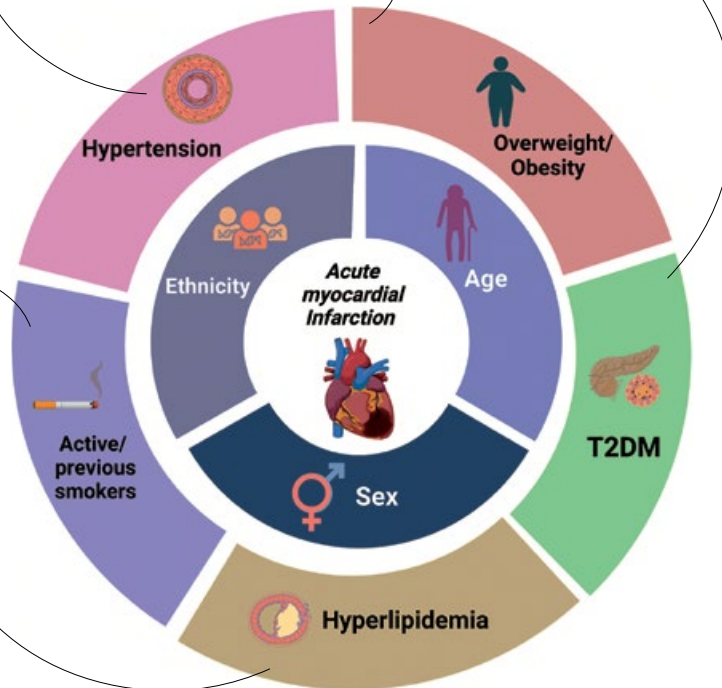 Hypertension
Overweight/
Obesity
Ethnicity
Age
Acute
myocardial
Infarction
Active/
previous
smokers
T2DM
Sex
Hyperlipidemia